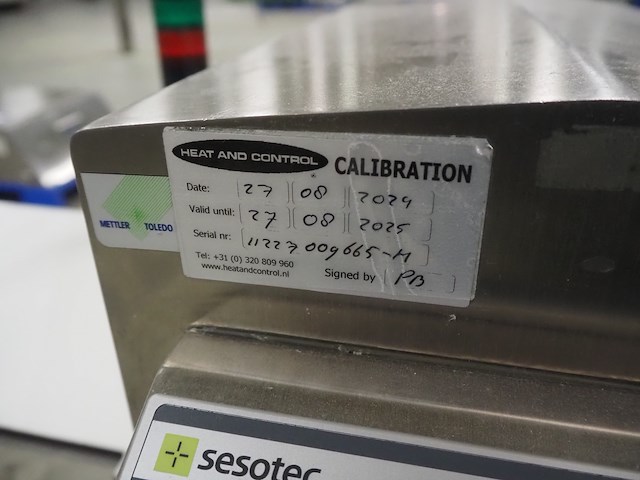 HEAT AND CONTROL CALIBRATION
Date: 27 08 2024
Valid until: 27 08 2025
Serial nr: 11227009665-M
Tel: +31 (0) 320 809 960
www.heatandcontrol.nl
Signed by PB
METTLER TOLEDO
sesotec